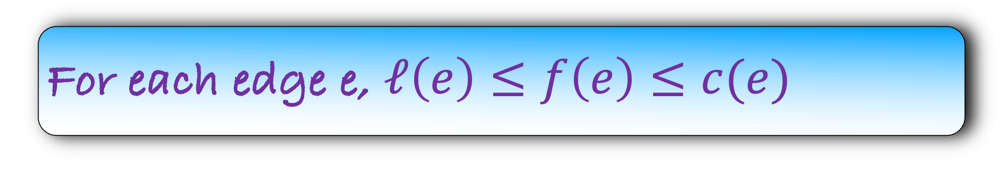 For each edge e, ℓ(e) ≤ f(e) ≤ c(e)